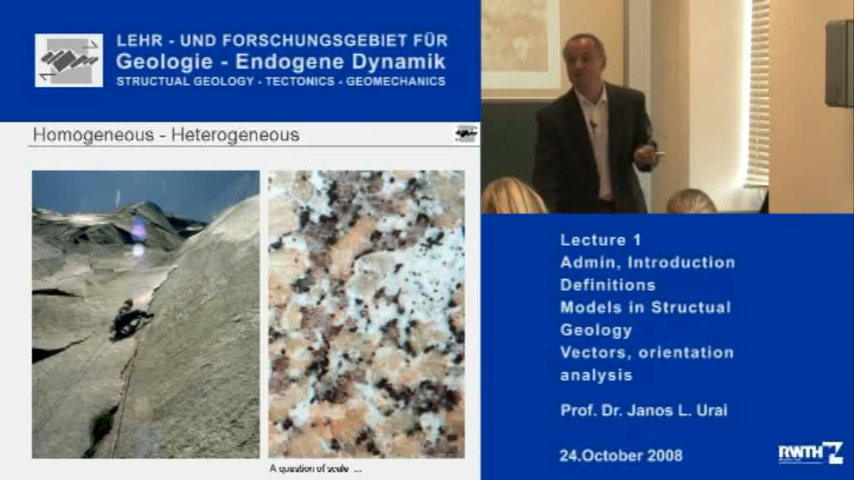 LEHR - UND FORSCHUNGSGEBIET FÜR
Geologie - Endogene Dynamik
STRUCTURAL GEOLOGY - TECTONICS - GEOMECHANICS
Homogeneous - Heterogeneous
A question of scale ...
Lecture 1
Admin, Introduction
Definitions
Models in Structual
Geology
Vectors, orientation
analysis
Prof. Dr. Janos L. Urai
24.October 2008
RWTH